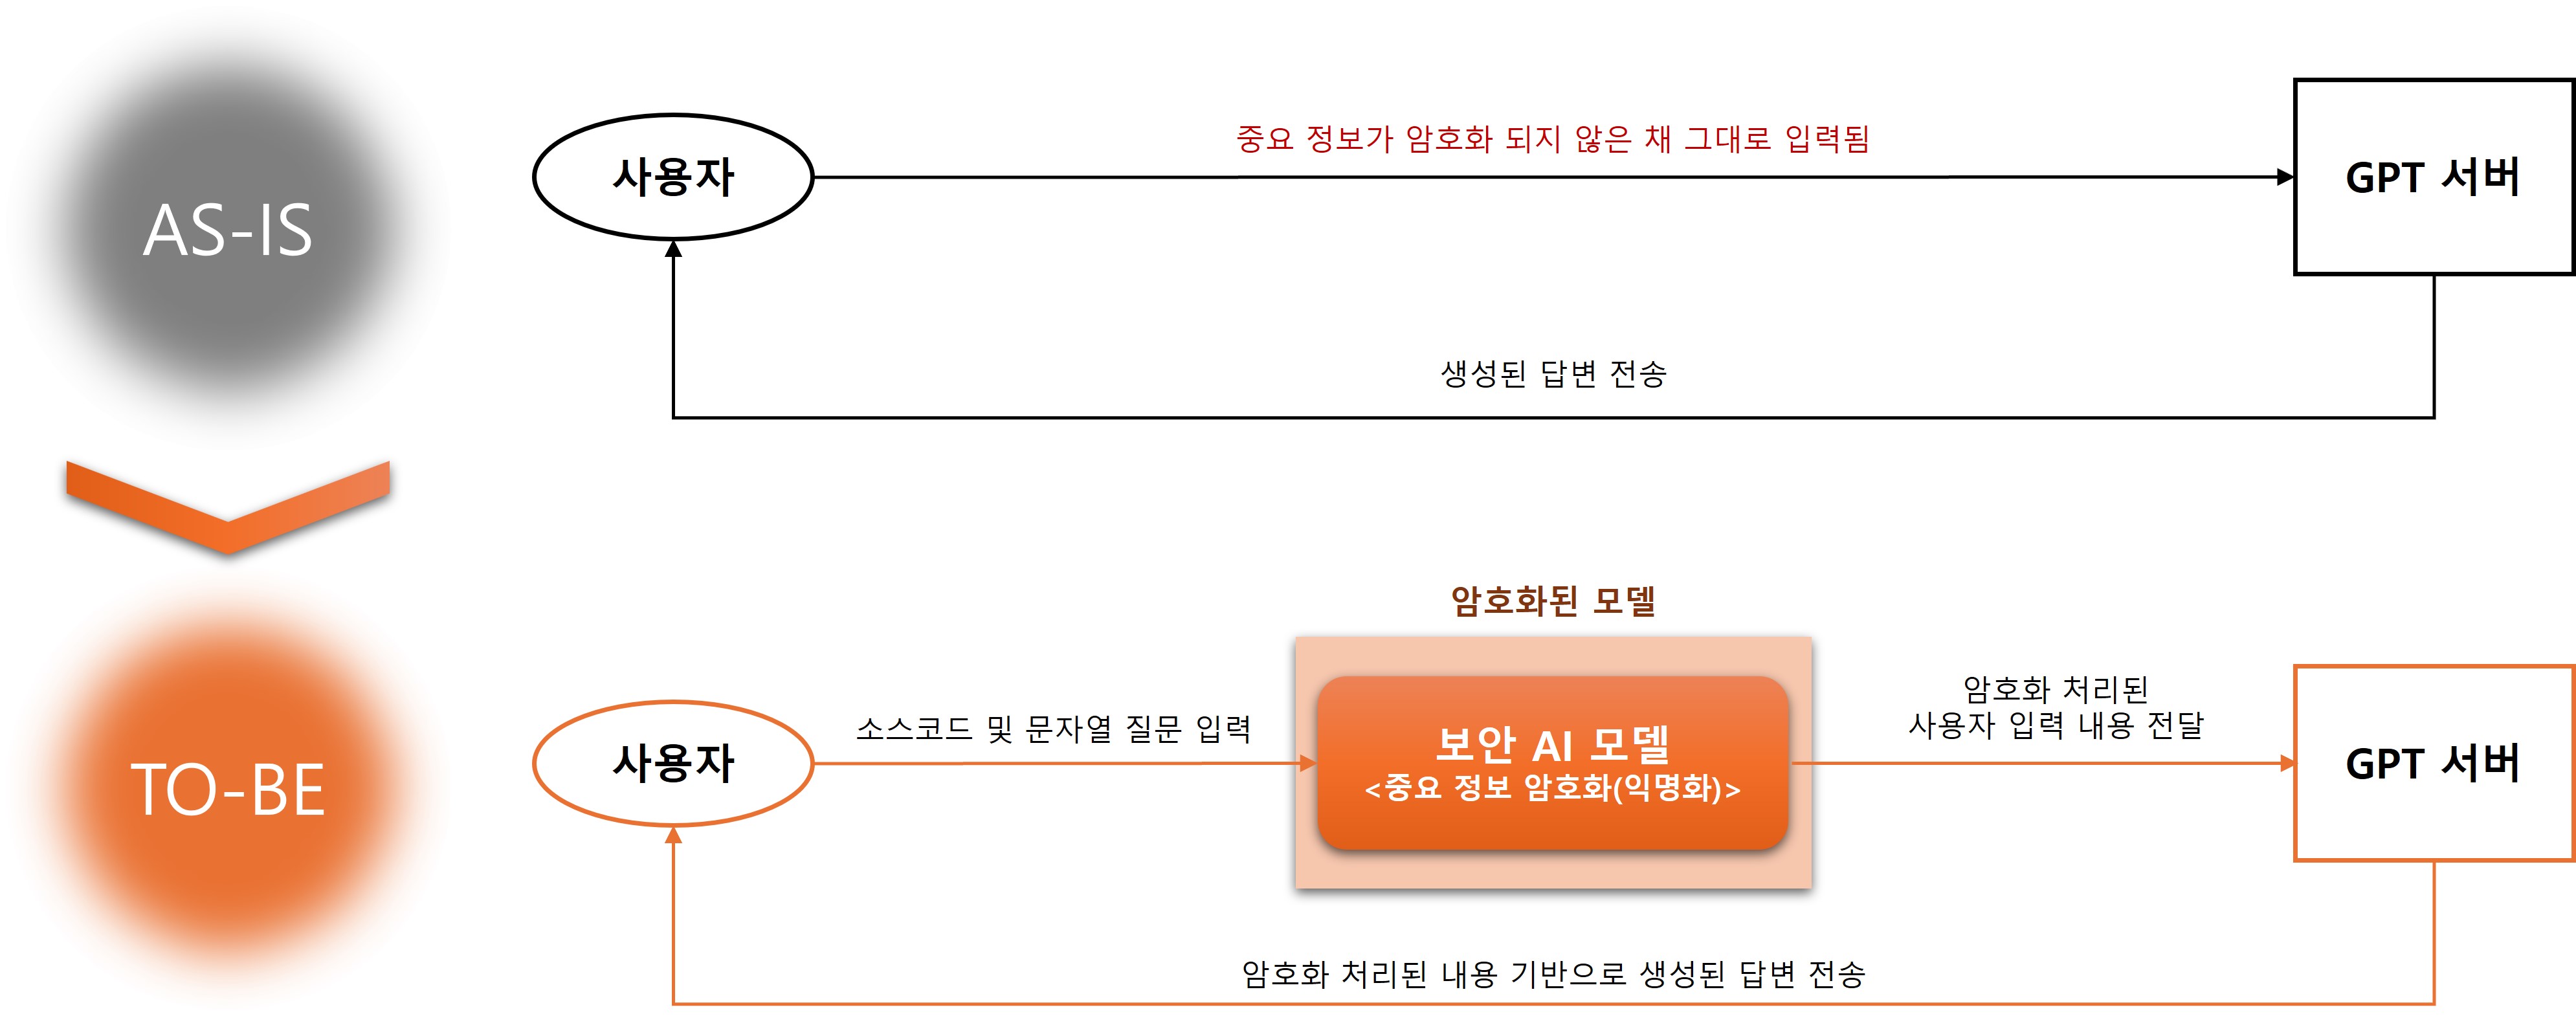 AS-IS
사용자
중요 정보가 암호화 되지 않은 채 그대로 입력됨
GPT 서버
생성된 답변 전송
TO-BE
사용자
소스코드 및 문자열 질문 입력
암호화된 모델
보안 AI 모델
<중요 정보 암호화(익명화)>
암호화 처리된
사용자 입력 내용 전달
GPT 서버
암호화 처리된 내용 기반으로 생성된 답변 전송